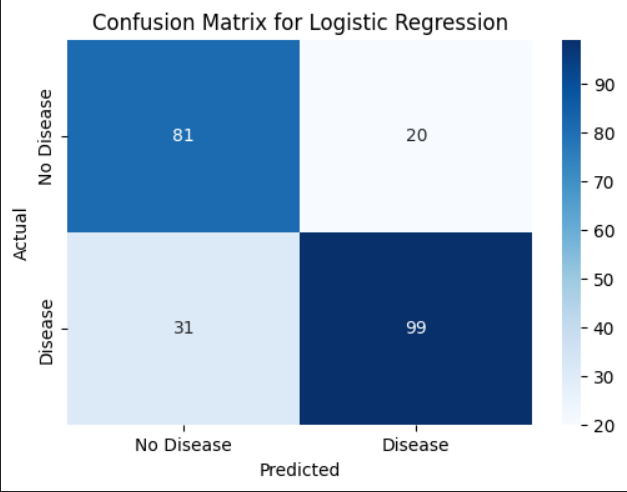 Confusion Matrix for Logistic Regression
No Disease
Disease
Actual
81
20
31
99
No Disease
Disease
Predicted
90
80
70
60
50
40
30
20